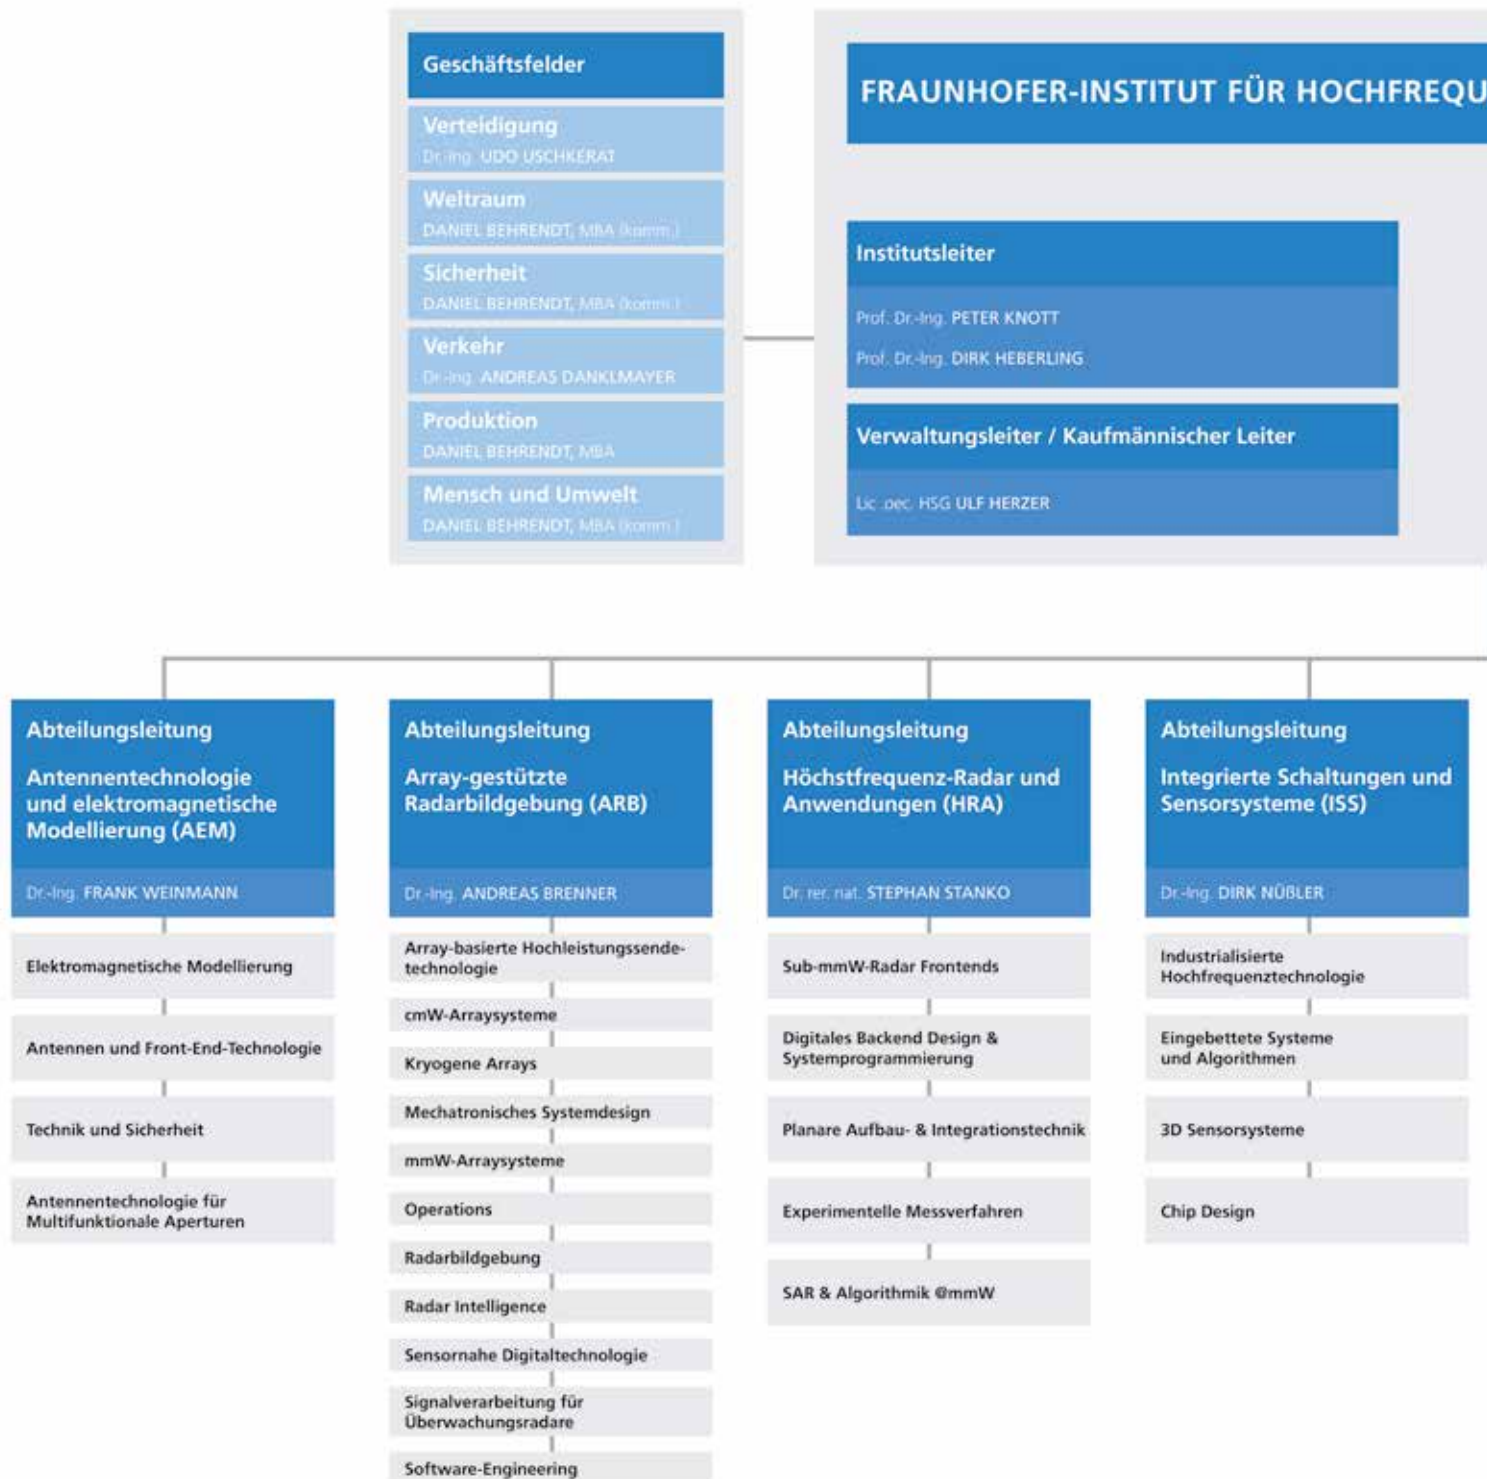 Geschäftsfelder
Verteidigung
Dr.-Ing. UDO USCHKERAT
Weltraum
DANIEL BEHRENDT, MBA (komm.)
Sicherheit
DANIEL BEHRENDT, MBA (komm.)
Verkehr
Dr.-Ing. ANDREAS DANKLMAYER
Produktion
DANIEL BEHRENDT, MBA
Mensch und Umwelt
DANIEL BEHRENDT, MBA (komm.)
FRAUNHOFER-INSTITUT FÜR HOCHFREQU
Institutsleiter
Prof. Dr.-Ing. PETER KNOTT
Prof. Dr.-Ing. DIRK HEBERLING
Verwaltungsleiter / Kaufmännischer Leiter
Lic .oec. HSG ULF HERZER
Abteilungsleitung
Antennentechnologie
und elektromagnetische
Modellierung (AEM)
Dr.-Ing. FRANK WEINMANN
Elektromagnetische Modellierung
Antennen und Front-End-Technologie
Technik und Sicherheit
Antennentechnologie für
Multifunktionale Aperturen
Abteilungsleitung
Array-gestützte
Radarbildgebung (ARB)
Dr.-Ing. ANDREAS BRENNER
Array-basierte Hochleistungssende-
technologie
cmW-Arraysysteme
Kryogene Arrays
Mechatronisches Systemdesign
mmW-Arraysysteme
Operations
Radarbildgebung
Radar Intelligence
Sensornahe Digitaltechnologie
Signalverarbeitung für
Überwachungsradare
Software-Engineering
Abteilungsleitung
Höchstfrequenz-Radar und
Anwendungen (HRA)
Dr. rer. nat. STEPHAN STANKO
Sub-mmW-Radar Frontends
Digitales Backend Design &
Systemprogrammierung
Planare Aufbau- & Integrationstechnik
Experimentelle Messverfahren
SAR & Algorithmik @mmW
Abteilungsleitung
Integrierte Schaltungen und
Sensorsysteme (ISS)
Dr.-Ing. DIRK NÜßLER
Industrialisierte
Hochfrequenztechnologie
Eingebettete Systeme
und Algorithmen
3D Sensorsysteme
Chip Design